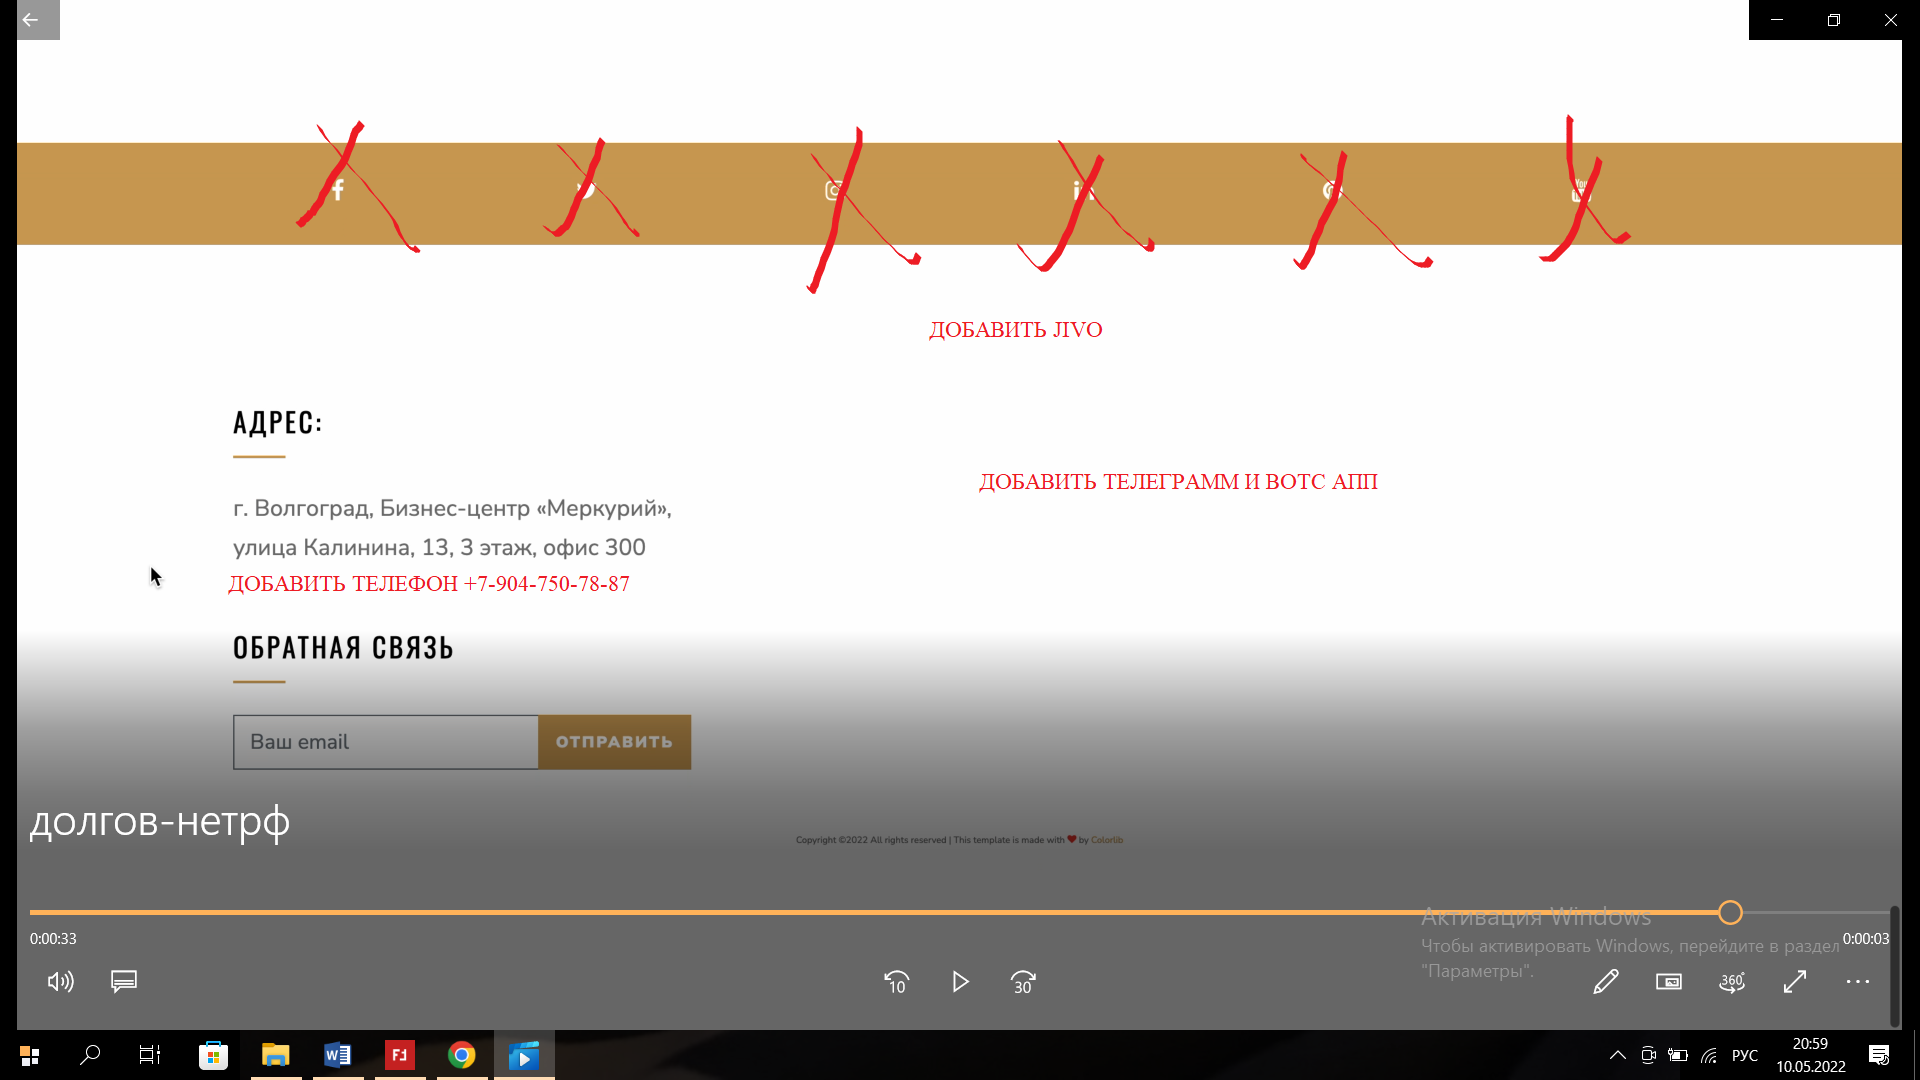 ДОБАВИТЬ JIVO
АДРЕС:
г. Волгоград, Бизнес-центр «Меркурий»,
улица Калинина, 13, 3 этаж, офис 300
ДОБАВИТЬ ТЕЛЕГРАММ И ВОТС АПП
ДОБАВИТЬ ТЕЛЕФОН +7-904-750-78-87
ОБРАТНАЯ СВЯЗЬ
Ваш email
ОТПРАВИТЬ
долгов-нетрф
Copyright ©2022 All rights reserved | This template is made with ❤ by Colorlib
Активация Windows
Чтобы активировать Windows, перейдите в раздел
"Параметры".
0:00:33
0:00:03
10
30
360°
РУС
20:59
10.05.2022